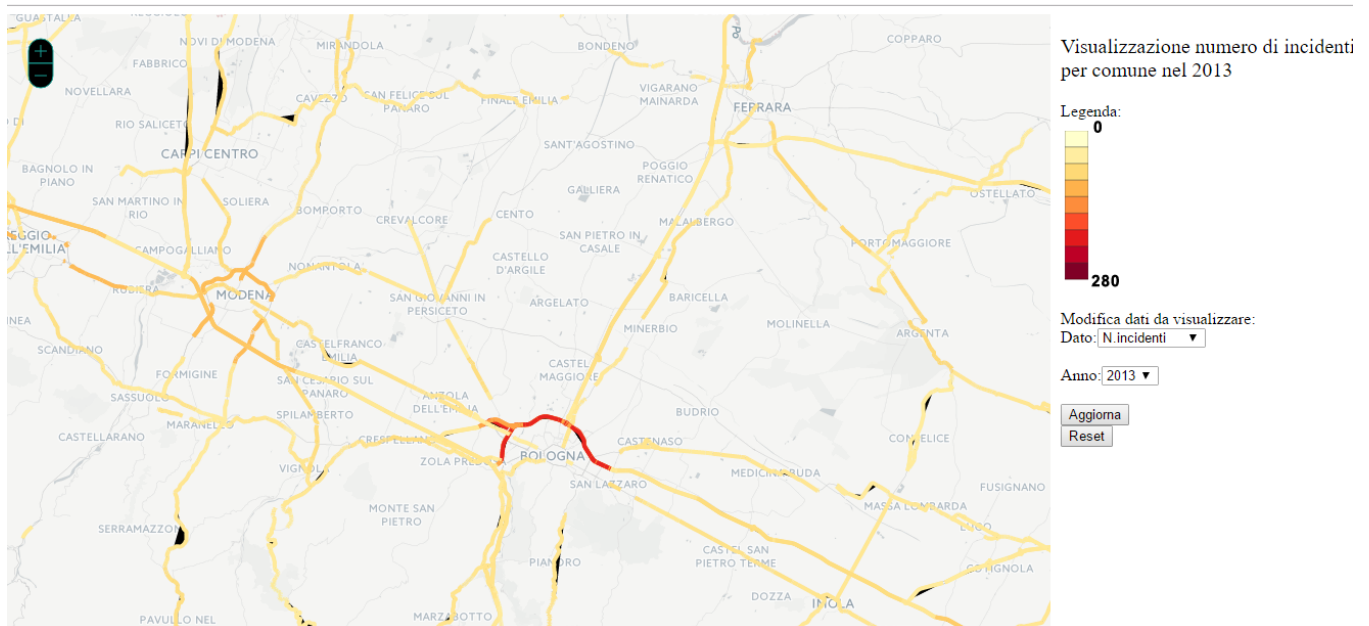 GUASTALLA
REGGIOLO
NOVI DI MODENA
MIRANDOLA
BONDENO
Po
COPPARO
FABBRICO
NOVELLARA
CAVEZZO
SAN FELICE SUL
PANARO
FINALE EMILIA
VIGARANO
MAINARDA
FERRARA
RIO SALICETO
CARPI CENTRO
SANT'AGOSTINO
BAGNOLO IN
PIANO
POGGIO
RENATICO
OSTELLATO
SAN MARTINO IN
RIO
SOLIERA
BOMPORTO
CREVALCORE
CENTO
GALLIERA
MALALBERGO
REGGIO
LL'EMILIA
CAMPOGALLIANO
SAN PIETRO IN
CASALE
PORTOMAGGIORE
NONANTOLA
CASTELLO
D'ARGILE
RUBIERA
MODENA
SAN GIOVANNI IN
PERSICETO
ARGELATO
BARICELLA
MOLINELLA
ARGENTA
SCANDIANO
CASTELFRANCO
EMILIA
MINERBIO
FORMIGINE
SAN CESARIO SUL
PANARO
CASTEL
MAGGIORE
SASSUOLO
SPILAMBERTO
ANZOLA
DELL'EMILIA
BUDRIO
CASTELLARANO
MARANELLO
CRESPELLANO
CASTENASO
CONSELICE
VIGNOLA
ZOLA PREDOSA
BOLOGNA
SAN LAZZARO
MEDICINA
BUDA
FUSIGNANO
MASSA LOMBARDA
SERRAMAZZONI
MONTE SAN
PIETRO
LUGO
PIANORO
CASTEL SAN
PIETRO TERME
COTIGNOLA
DOZZA
IMOLA
PAVULLO NEL
MARZABOTTO
+
−
Visualizzazione numero di incidenti
per comune nel 2013
Legenda:
0
280
Modifica dati da visualizzare:
Dato: N.incidenti ▼
Anno: 2013 ▼
Aggiorna
Reset